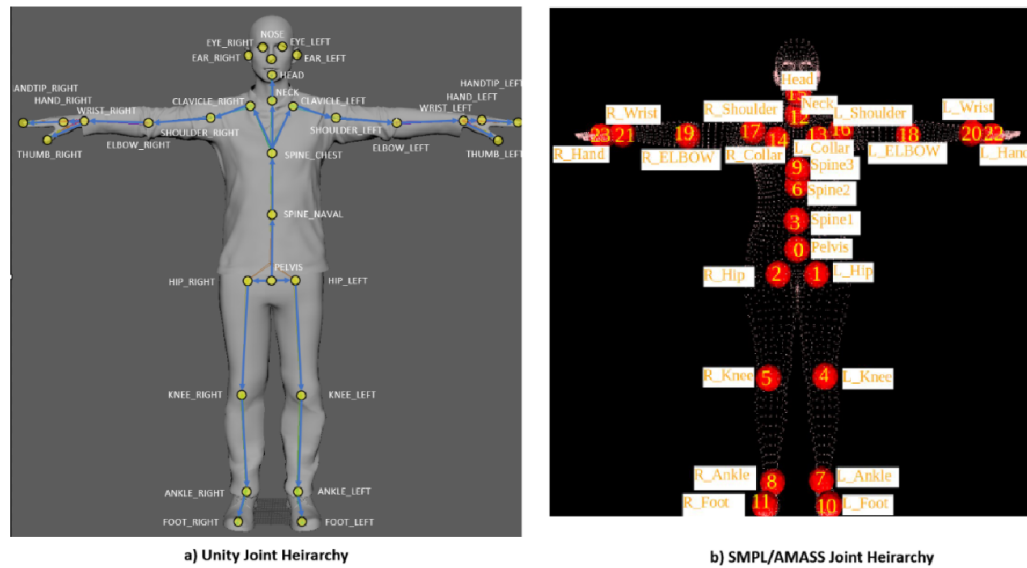 NOSE
EYE_RIGHT
EYE_LEFT
EAR_RIGHT
EAR_LEFT
HEAD
ANDTIP_RIGHT
HANDTIP_LEFT
HAND_RIGHT
NECK
HAND_LEFT
WRIST_RIGHT
CLAVICLE_RIGHT
CLAVICLE_LEFT
WRIST_LEFT
SHOULDER_RIGHT
SHOULDER_LEFT
THUMB_RIGHT
ELBOW_RIGHT
ELBOW_LEFT
THUMB_LEFT
SPINE_CHEST
SPINE_NAVAL
PELVIS
HIP_RIGHT
HIP_LEFT
KNEE_RIGHT
KNEE_LEFT
ANKLE_RIGHT
ANKLE_LEFT
FOOT_RIGHT
FOOT_LEFT
a) Unity Joint Heirarchy
Head
15
R_Wrist
R_Shoulder
12
Neck
L_Shoulder
L_Wrist
23
21
19
17
14
13
16
18
20
22
R_Hand
R_ELBOW
R_Collar
L_Collar
L_ELBOW
L_Hand
9
Spine3
6
Spine2
3
Spine1
0
Pelvis
R_Hip
2
1
L_Hip
R_Knee
5
4
L_Knee
R_Ankle
8
7
L_Ankle
R_Foot
11
10
L_Foot
b) SMPL/AMASS Joint Heirarchy